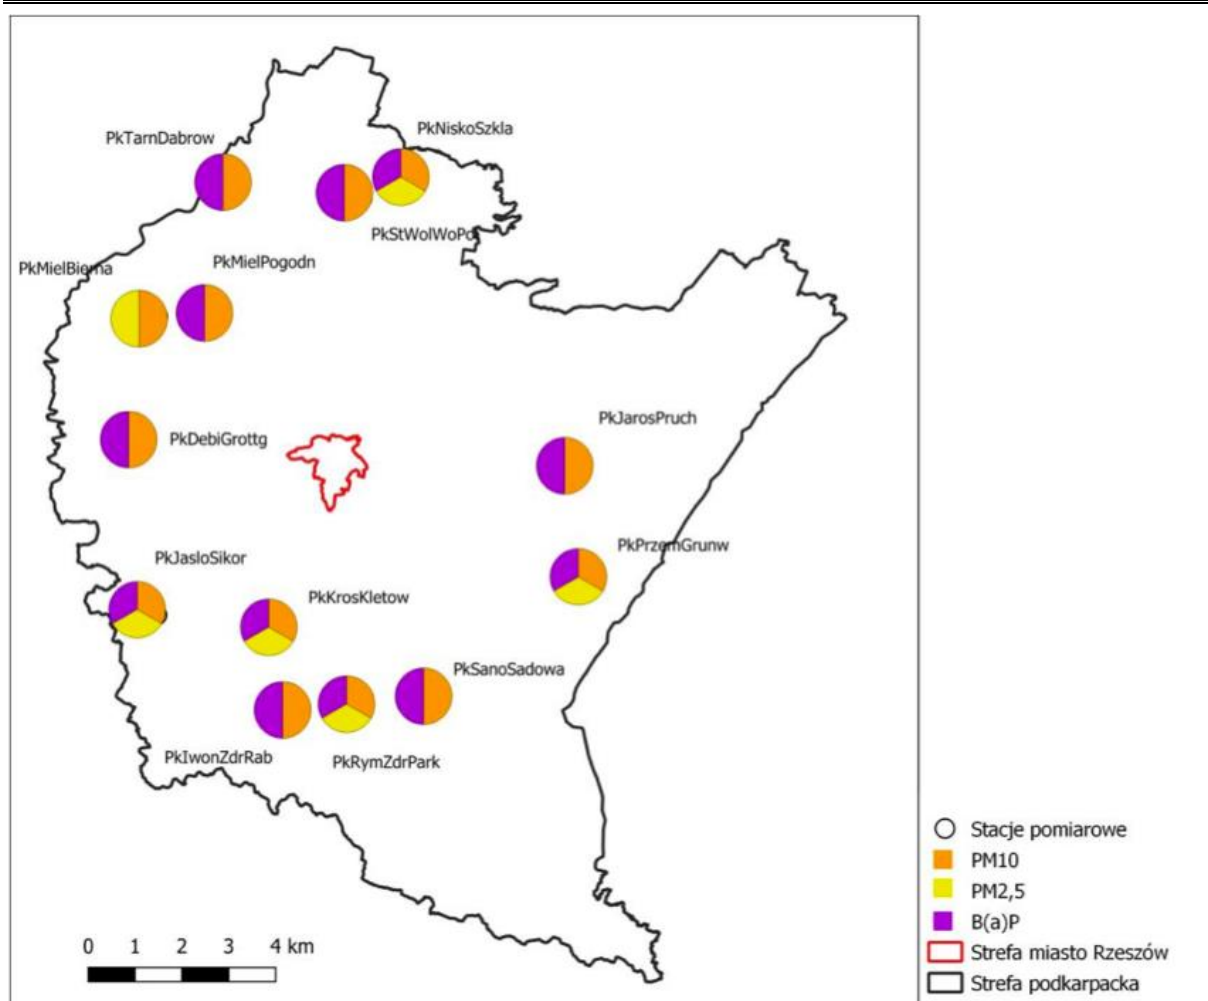 PkTarnDabrow
PkNiskoSzkla
PkStWolWoPo
PkMielBierna
PkMielPogodn
PkDebiGrottg
PkJarosPruch
PkPrzemGrunw
PkJasloSikor
PkKrosKletow
PkSanoSadowa
PkIwonZdrRab
PkRymZdrPark
Stacje pomiarowe
PM10
PM2,5
B(a)P
Strefa miasto Rzeszów
Strefa podkarpacka
0 1 2 3 4 km